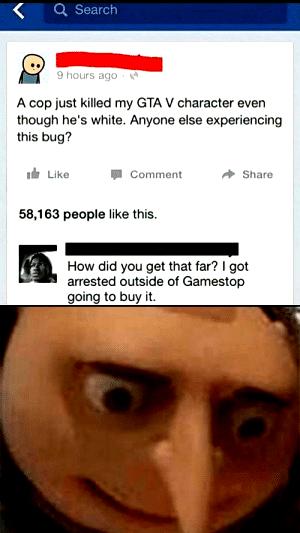 Search
9 hours ago
A cop just killed my GTA V character even
though he's white. Anyone else experiencing
this bug?
Like Comment Share
58,163 people like this.
How did you get that far? I got
arrested outside of Gamestop
going to buy it.